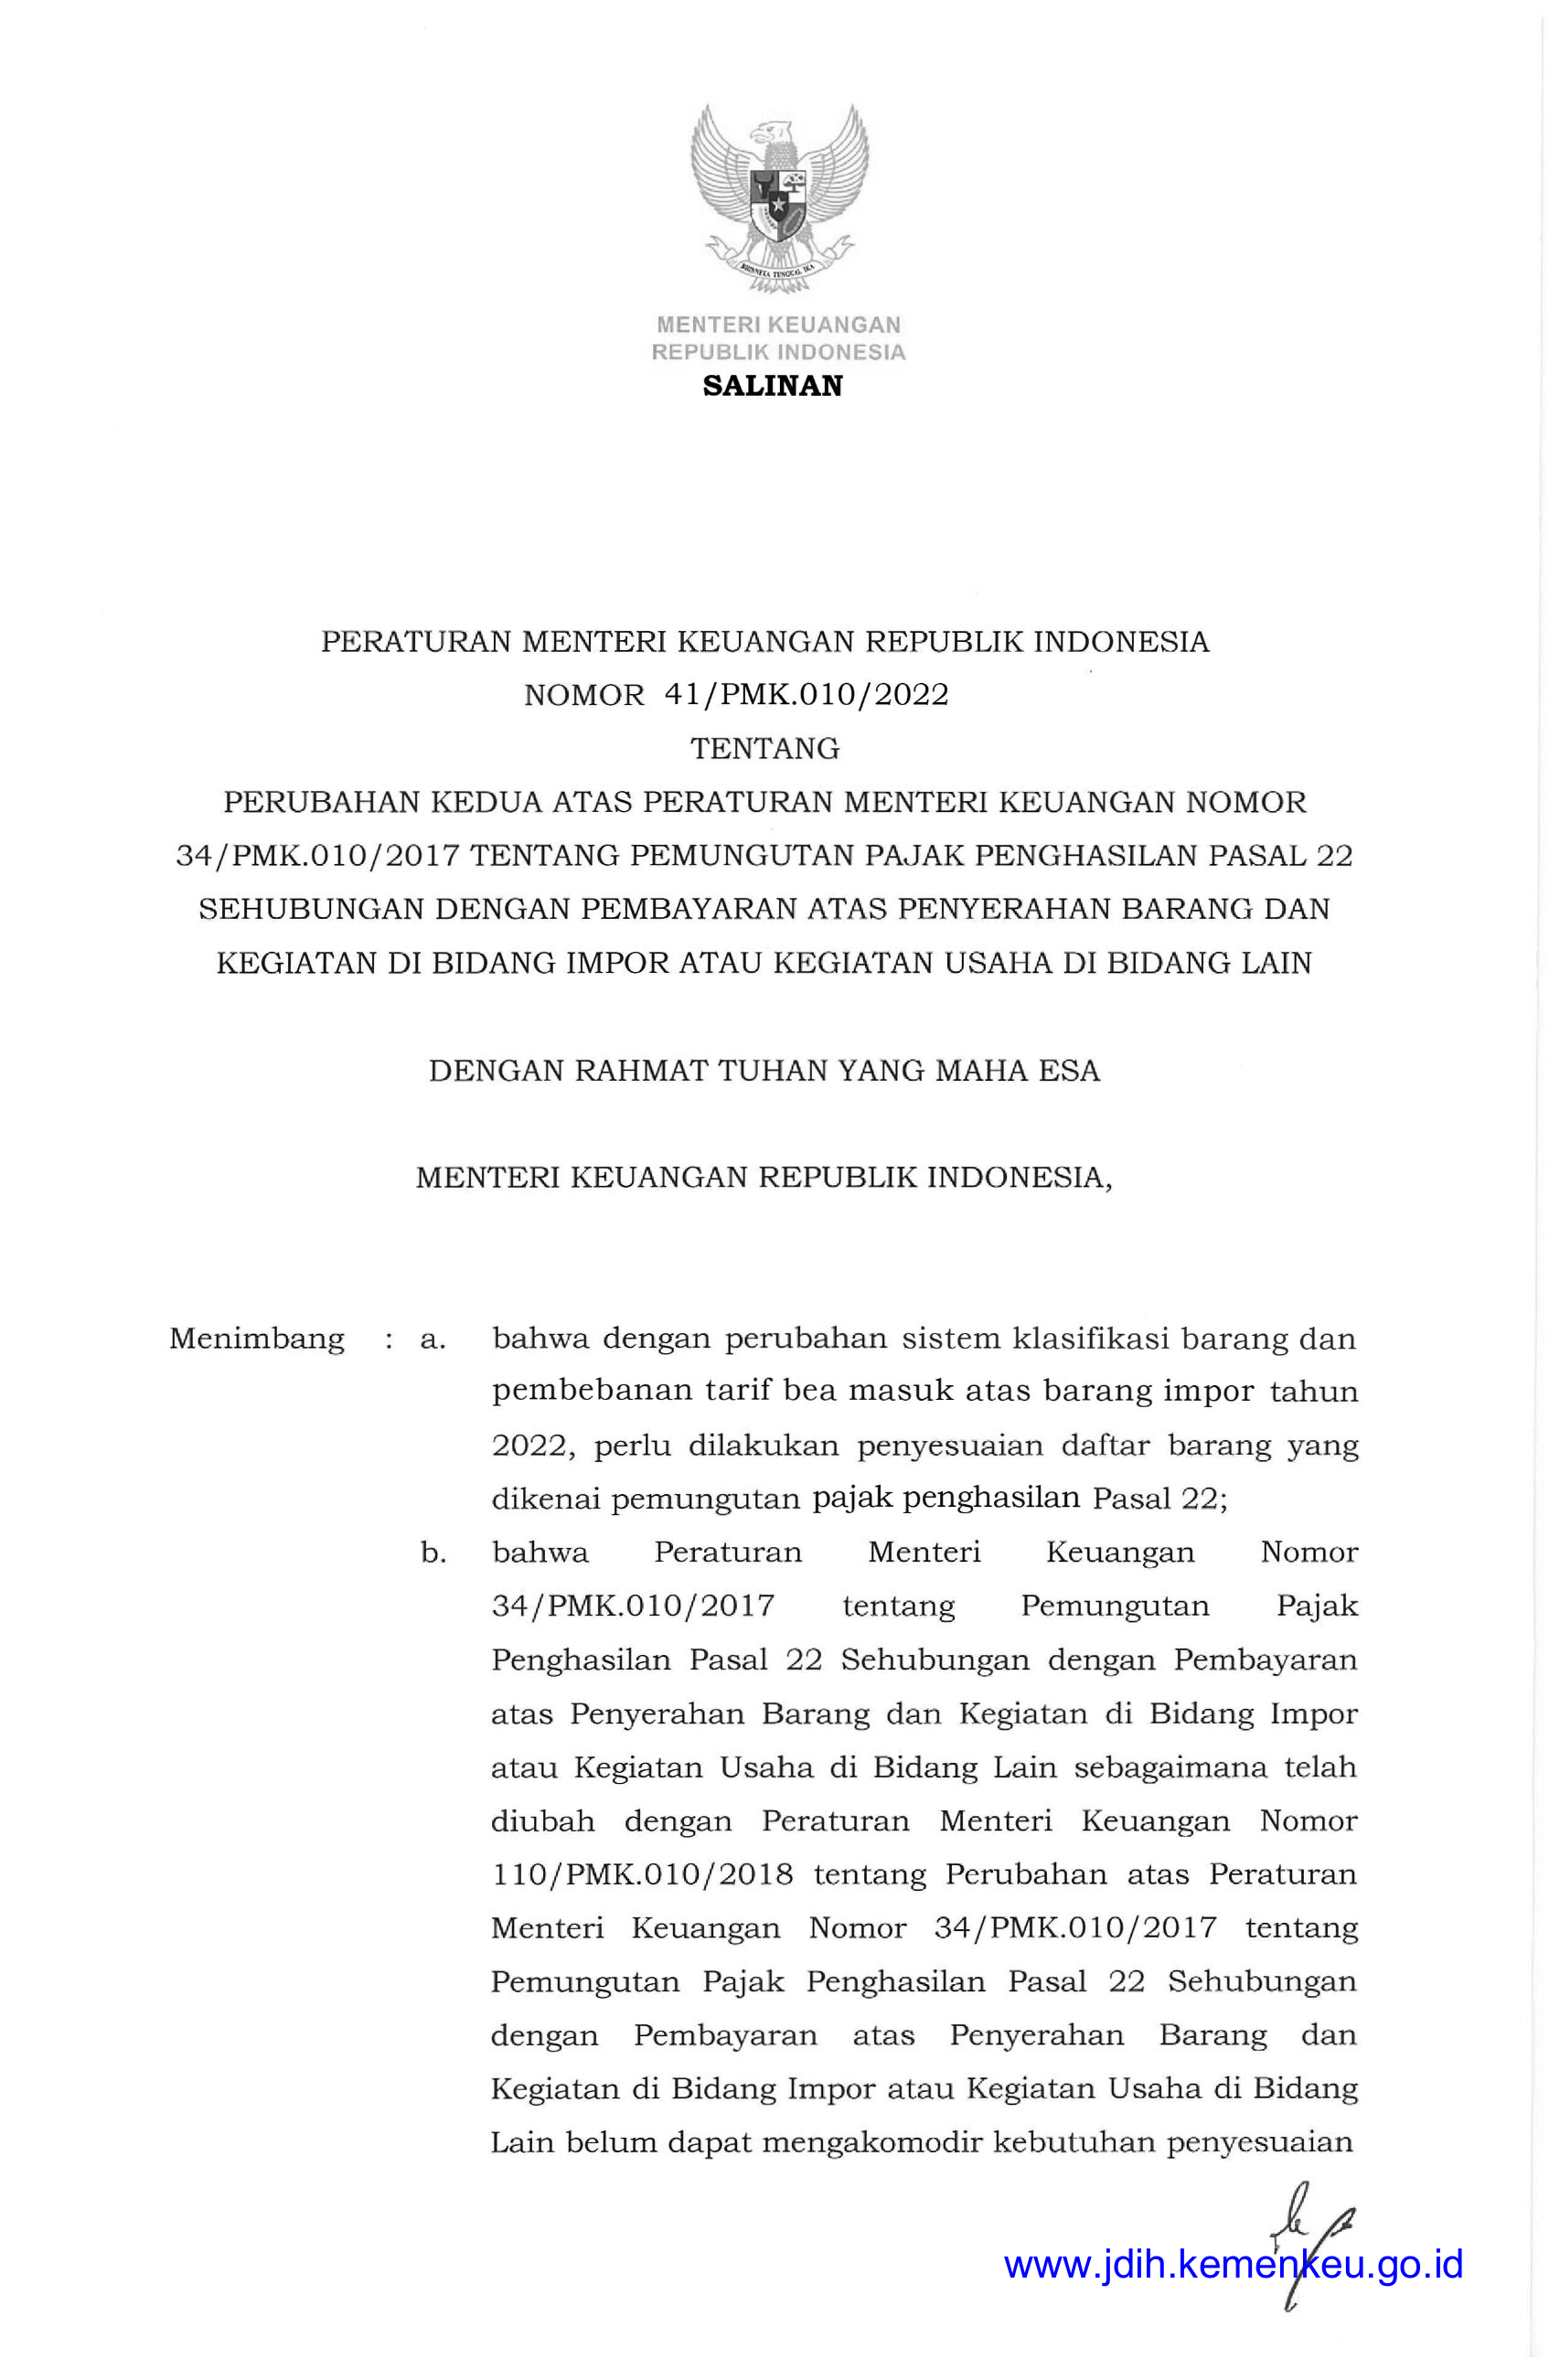 BHINNEKA TUNGGAL IKA
MENTERI KEUANGAN
REPUBLIK INDONESIA
SALINAN
PERATURAN MENTERI KEUANGAN REPUBLIK INDONESIA
NOMOR 41/PMK.010/2022
TENTANG
PERUBAHAN KEDUA ATAS PERATURAN MENTERI KEUANGAN NOMOR
34/PMK.010/2017 TENTANG PEMUNGUTAN PAJAK PENGHASILAN PASAL 22
SEHUBUNGAN DENGAN PEMBAYARAN ATAS PENYERAHAN BARANG DAN
KEGIATAN DI BIDANG IMPOR ATAU KEGIATAN USAHA DI BIDANG LAIN
DENGAN RAHMAT TUHAN YANG MAHA ESA
MENTERI KEUANGAN REPUBLIK INDONESIA,
Menimbang : a. bahwa dengan perubahan sistem klasifikasi barang dan
pembebanan tarif bea masuk atas barang impor tahun
2022, perlu dilakukan penyesuaian daftar barang yang
dikenai pemungutan pajak penghasilan Pasal 22;
b. bahwa Peraturan Menteri Keuangan Nomor
34/PMK.010/2017 tentang Pemungutan Pajak
Penghasilan Pasal 22 Sehubungan dengan Pembayaran
atas Penyerahan Barang dan Kegiatan di Bidang Impor
atau Kegiatan Usaha di Bidang Lain sebagaimana telah
diubah dengan Peraturan Menteri Keuangan Nomor
110/PMK.010/2018 tentang Perubahan atas Peraturan
Menteri Keuangan Nomor 34/PMK.010/2017 tentang
Pemungutan Pajak Penghasilan Pasal 22 Sehubungan
dengan Pembayaran atas Penyerahan Barang dan
Kegiatan di Bidang Impor atau Kegiatan Usaha di Bidang
Lain belum dapat mengakomodir kebutuhan penyesuaian
www.jdih.kemenkeu.go.id